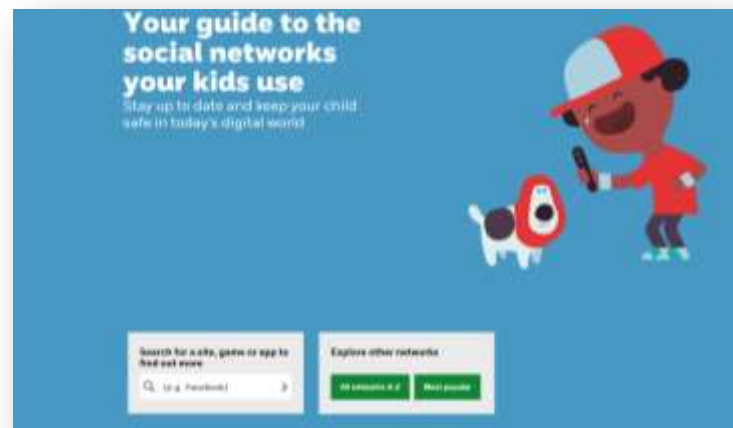 Your guide to the
social networks
your kids use
Stay up to date and keep your child
safe in today's digital world
Search for a site, game or app to
find out more
(e.g. Facebook)
Explore other networks
All networks A-Z
Most popular